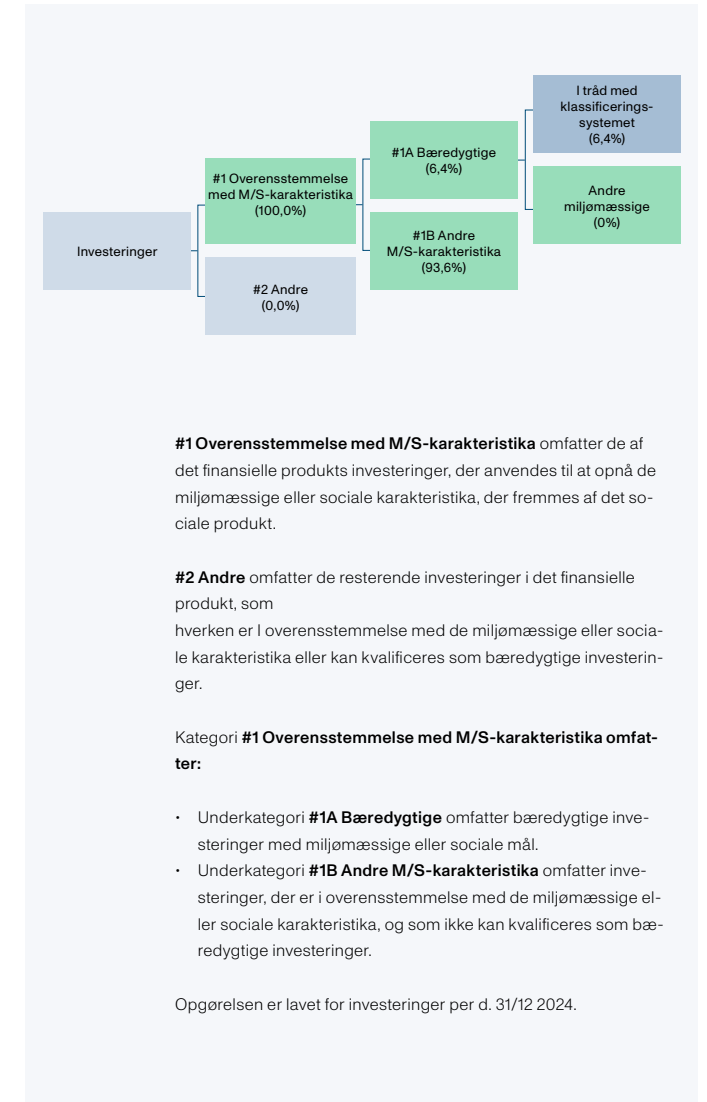 I tråd med
klassificerings-
systemet
(6,4%)
#1A Bæredygtige
(6,4%)
#1 Overensstemmelse
med M/S-karakteristika
(100,0%)
Andre
miljømæssige
(0%)
Investeringer
#1B Andre
M/S-karakteristika
(93,6%)
#2 Andre
(0,0%)
#1 Overensstemmelse med M/S-karakteristika omfatter de af
det finansielle produkts investeringer, der anvendes til at opnå de
miljømæssige eller sociale karakteristika, der fremmes af det so-
ciale produkt.
#2 Andre omfatter de resterende investeringer i det finansielle
produkt, som
hverken er I overensstemmelse med de miljømæssige eller socia-
le karakteristika eller kan kvalificeres som bæredygtige investerin-
ger.
Kategori #1 Overensstemmelse med M/S-karakteristika omfat-
ter:
• Underkategori #1A Bæredygtige omfatter bæredygtige inve-
steringer med miljømæssige eller sociale mål.
• Underkategori #1B Andre M/S-karakteristika omfatter inve-
steringer, der er i overensstemmelse med de miljømæssige el-
ler sociale karakteristika, og som ikke kan kvalificeres som bæ-
redygtige investeringer.
Opgørelsen er lavet for investeringer per d. 31/12 2024.